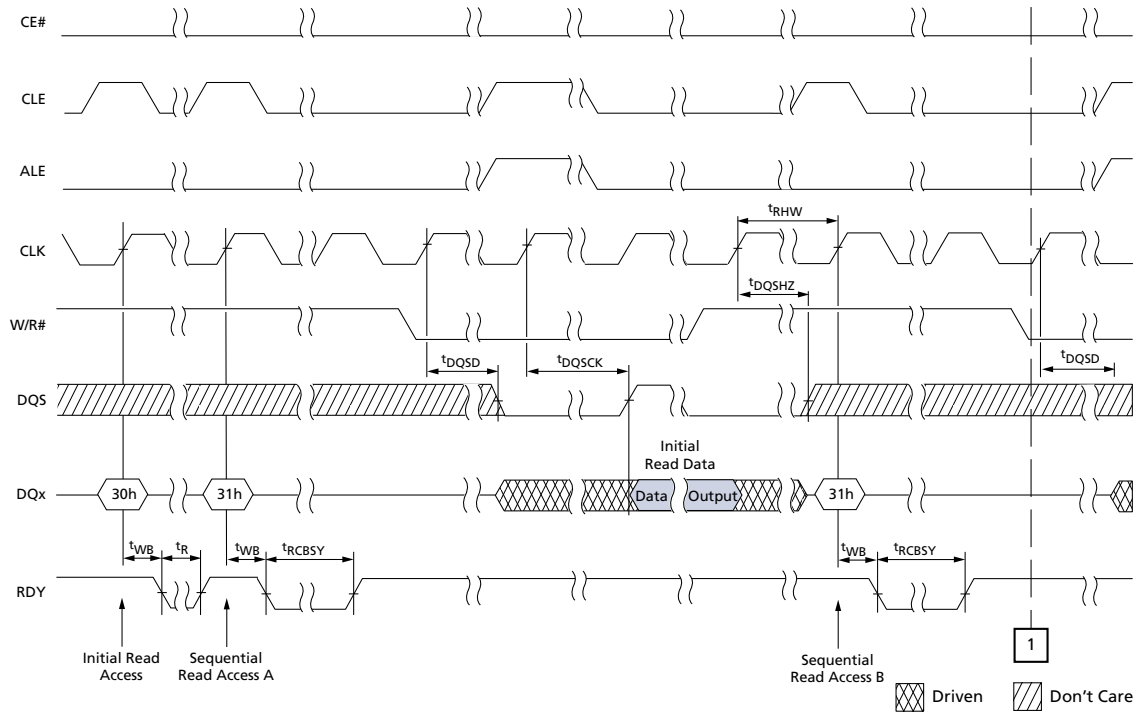 CE#
CLE
ALE
tRHW
CLK
tDQSHZ
W/R#
tDQSD
tDQSCK
tDQSD
DQS
Initial
Read Data
DQx
30h
31h
Data
Output
31h
tWB
tR
tWB
tRCBSY
tWB
tRCBSY
RDY
Initial Read
Access
Sequential
Read Access A
Sequential
Read Access B
1
Driven
Don't Care